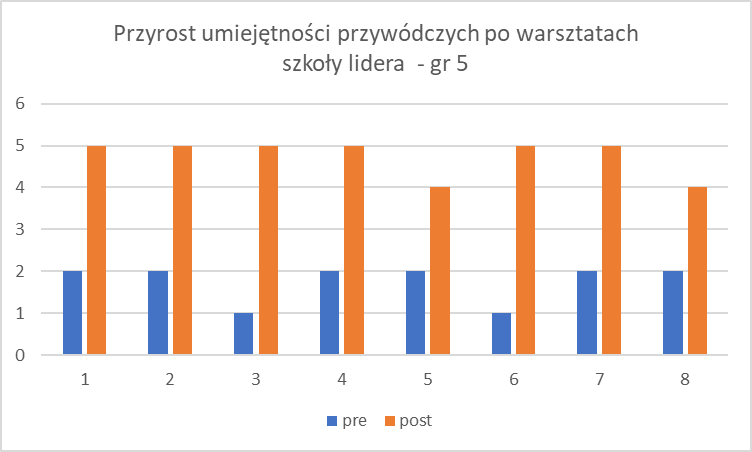 Przyrost umiejętności przywódczych po warsztatach
szkoły lidera - gr 5
6
5
4
3
2
1
0
1 2 3 4 5 6 7 8
pre post